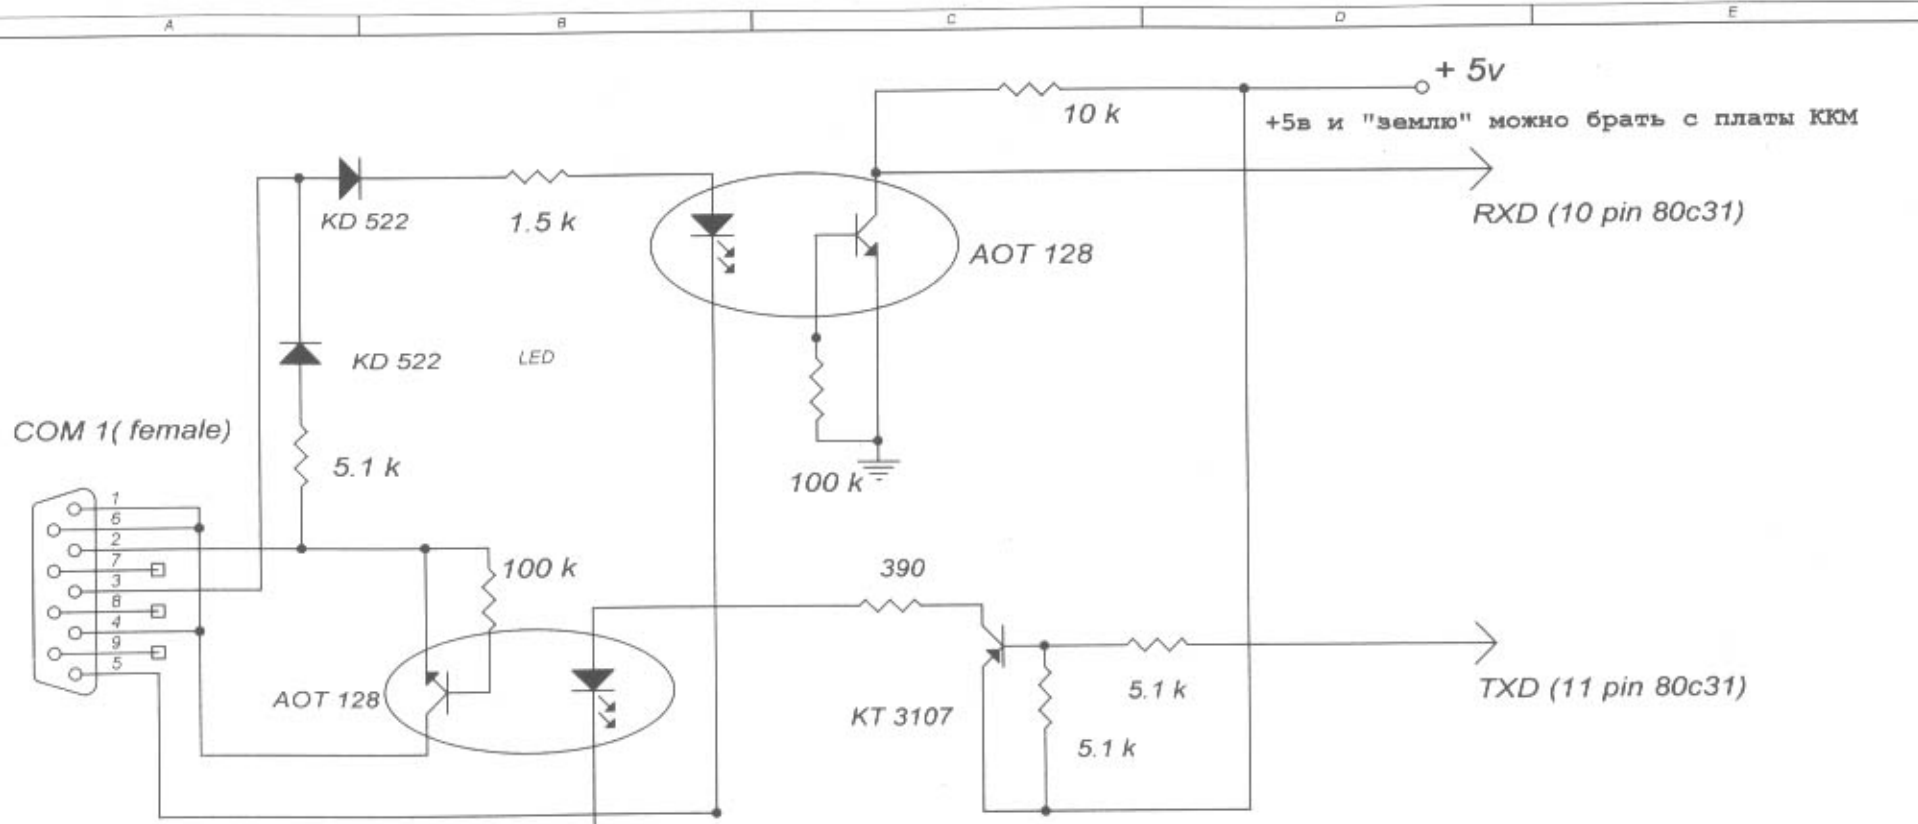 A B C D E
+ 5v
10 k
+5в и "землю" можно брать с платы ККМ
KD 522
1.5 k
RXD (10 pin 80c31)
AOT 128
KD 522
LED
COM 1( female)
5.1 k
100 k
1
6
2
7
3
8
4
9
5
100 k
390
AOT 128
KT 3107
5.1 k
TXD (11 pin 80c31)
5.1 k